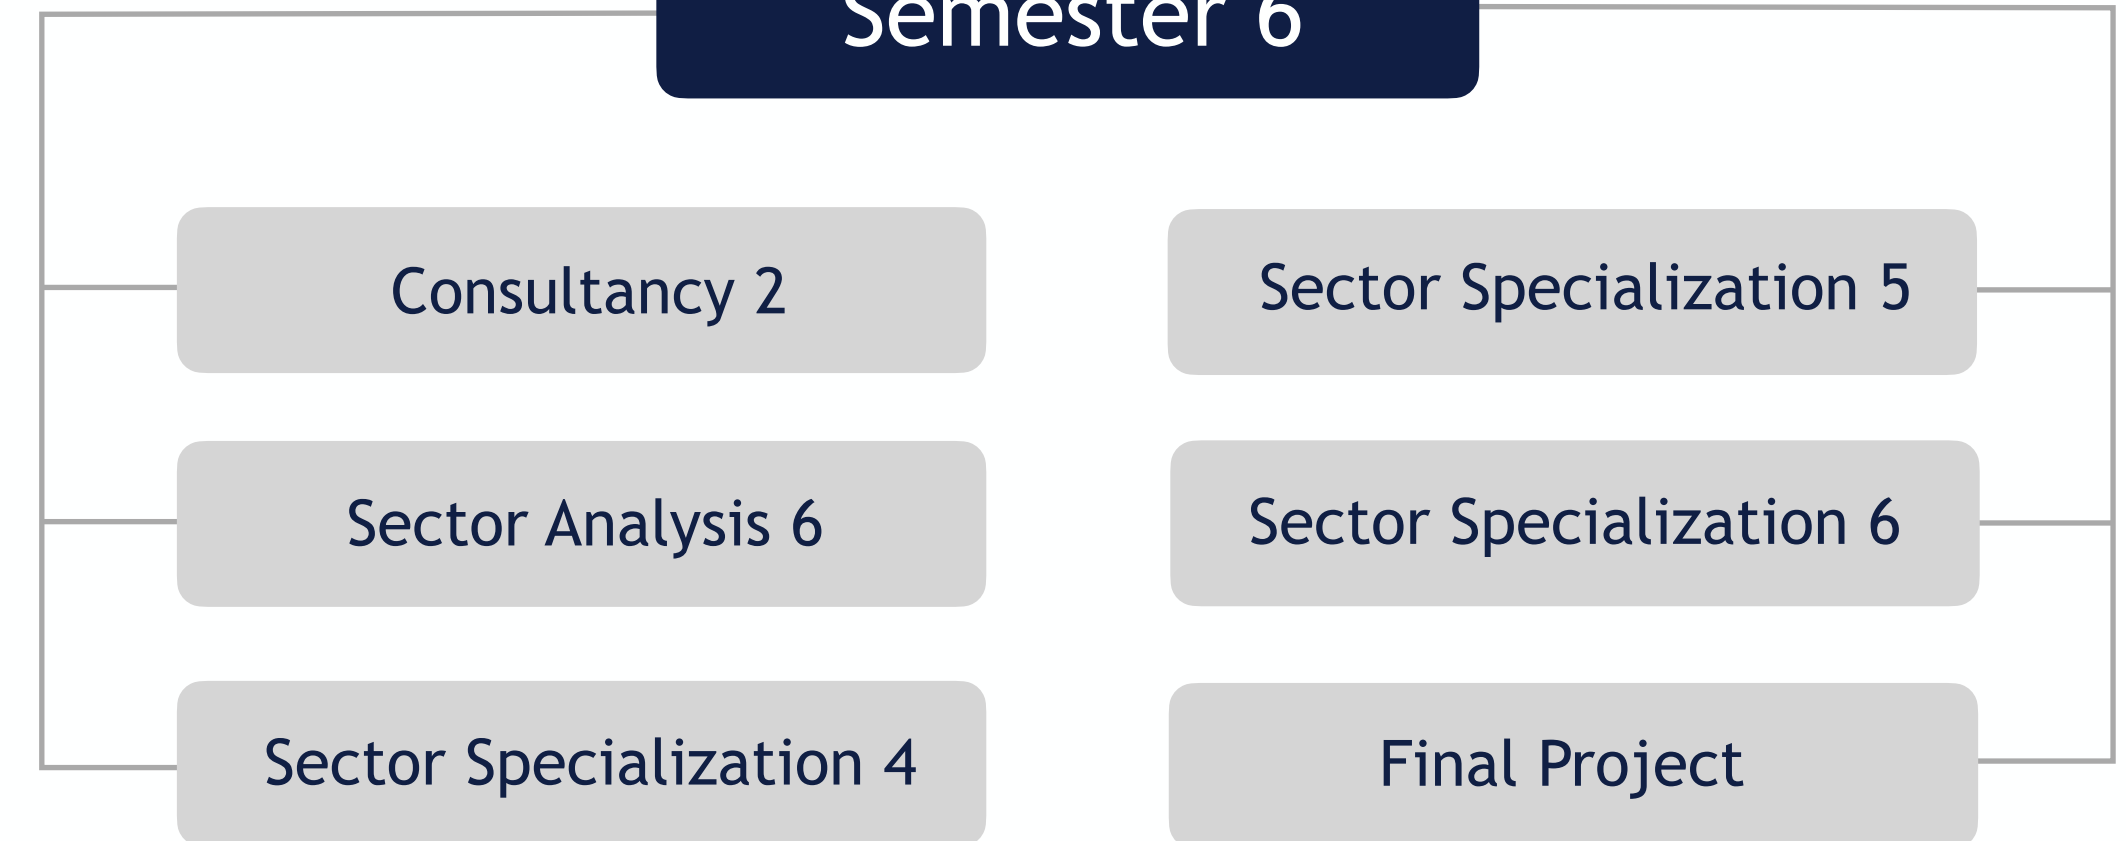 Semester 6
Consultancy 2
Sector Analysis 6
Sector Specialization 4
Sector Specialization 5
Sector Specialization 6
Final Project